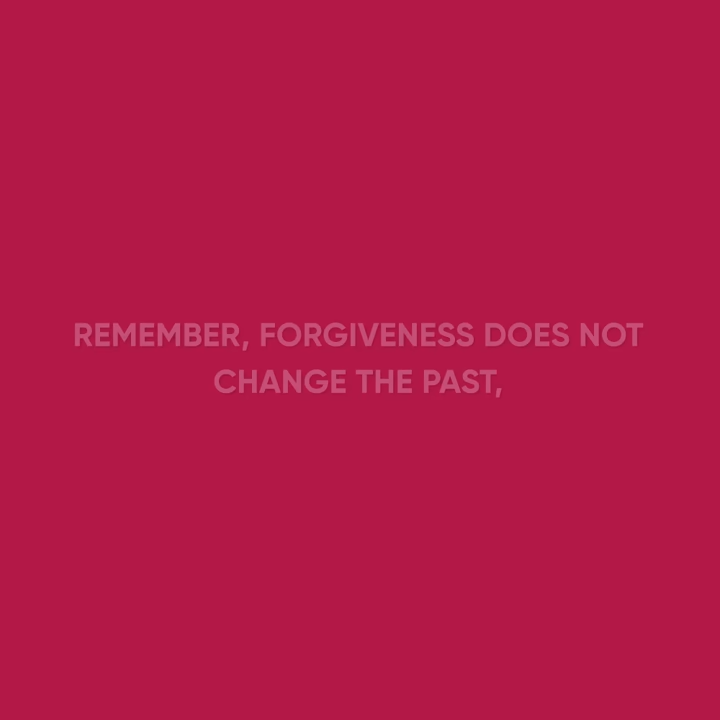 REMEMBER, FORGIVENESS DOES NOT
CHANGE THE PAST,